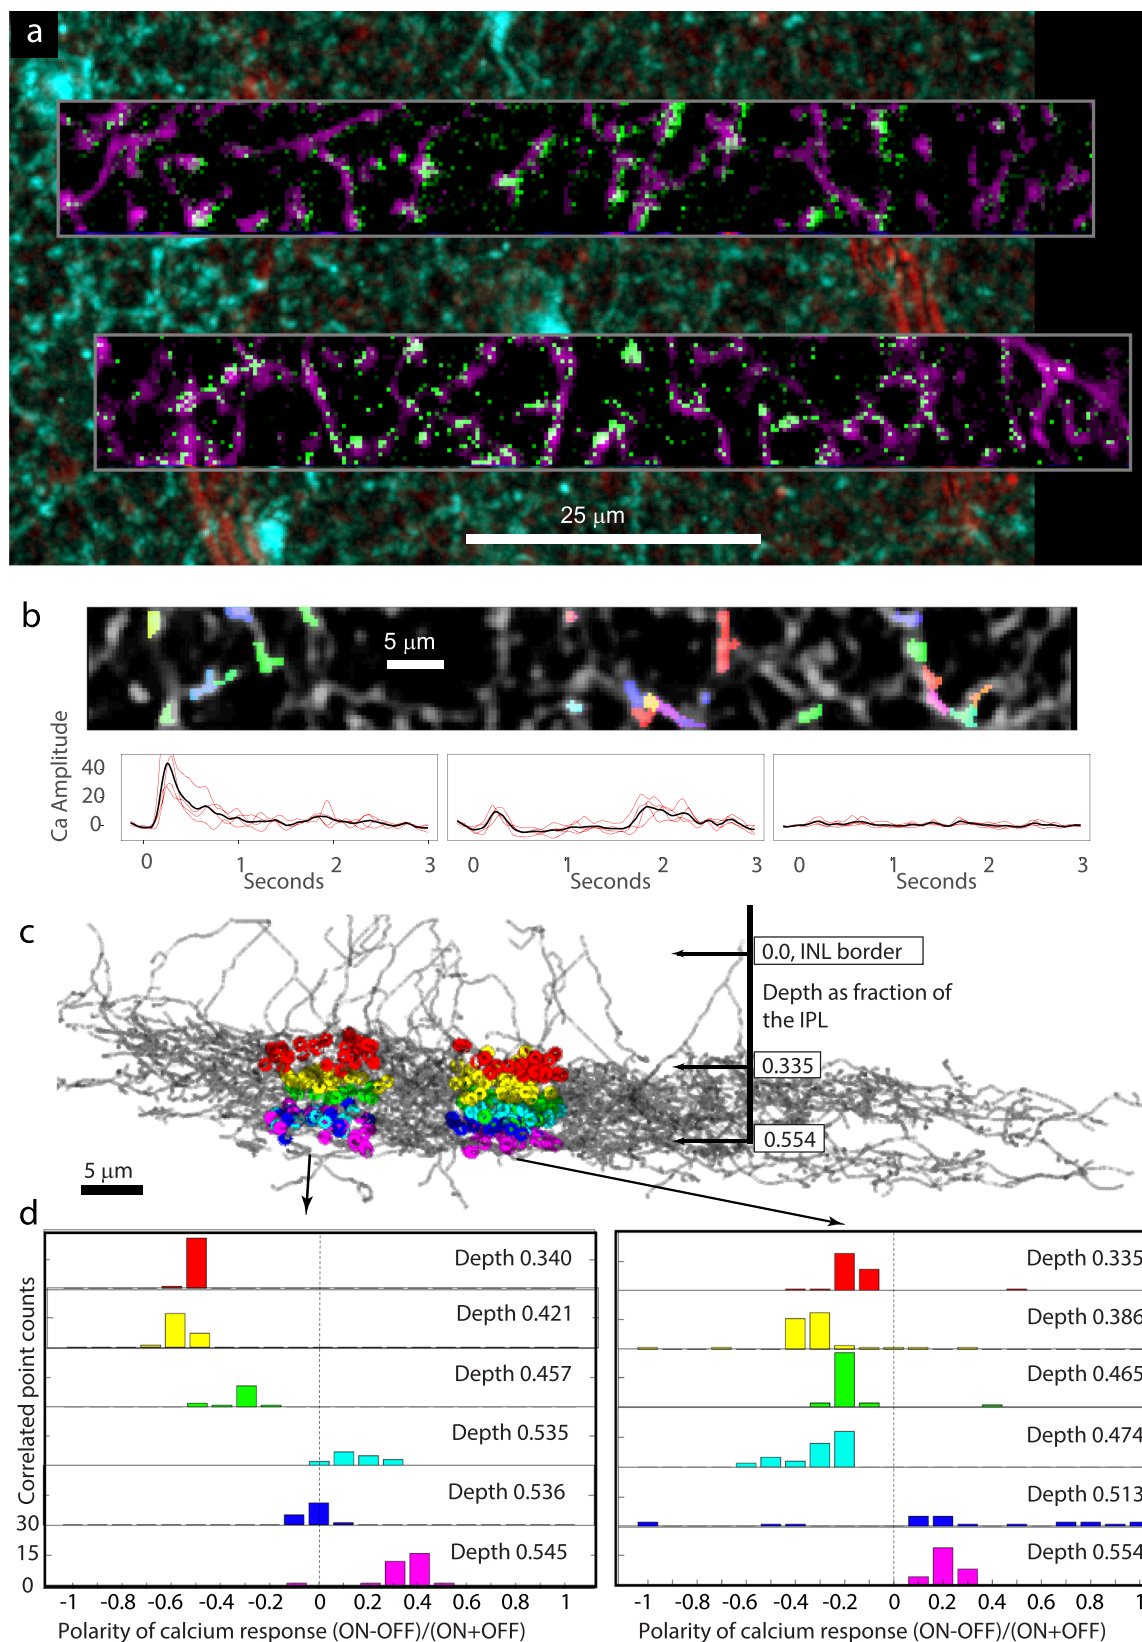 a
25 μm
b
5 μm
Ca Amplitude
40
20
0
0 1 2 3
Seconds
0 1 2 3
Seconds
0 1 2 3
Seconds
c
0.0, INL border
Depth as fraction of
the IPL
0.335
0.554
5 μm
d
Correlated point counts
Depth 0.340
Depth 0.421
Depth 0.457
Depth 0.535
Depth 0.536
Depth 0.545
30
15
0
-1 -0.8 -0.6 -0.4 -0.2 0 0.2 0.4 0.6 0.8 1
Polarity of calcium response (ON-OFF)/(ON+OFF)
Depth 0.335
Depth 0.386
Depth 0.465
Depth 0.474
Depth 0.513
Depth 0.554
-1 -0.8 -0.6 -0.4 -0.2 0 0.2 0.4 0.6 0.8 1
Polarity of calcium response (ON-OFF)/(ON+OFF)